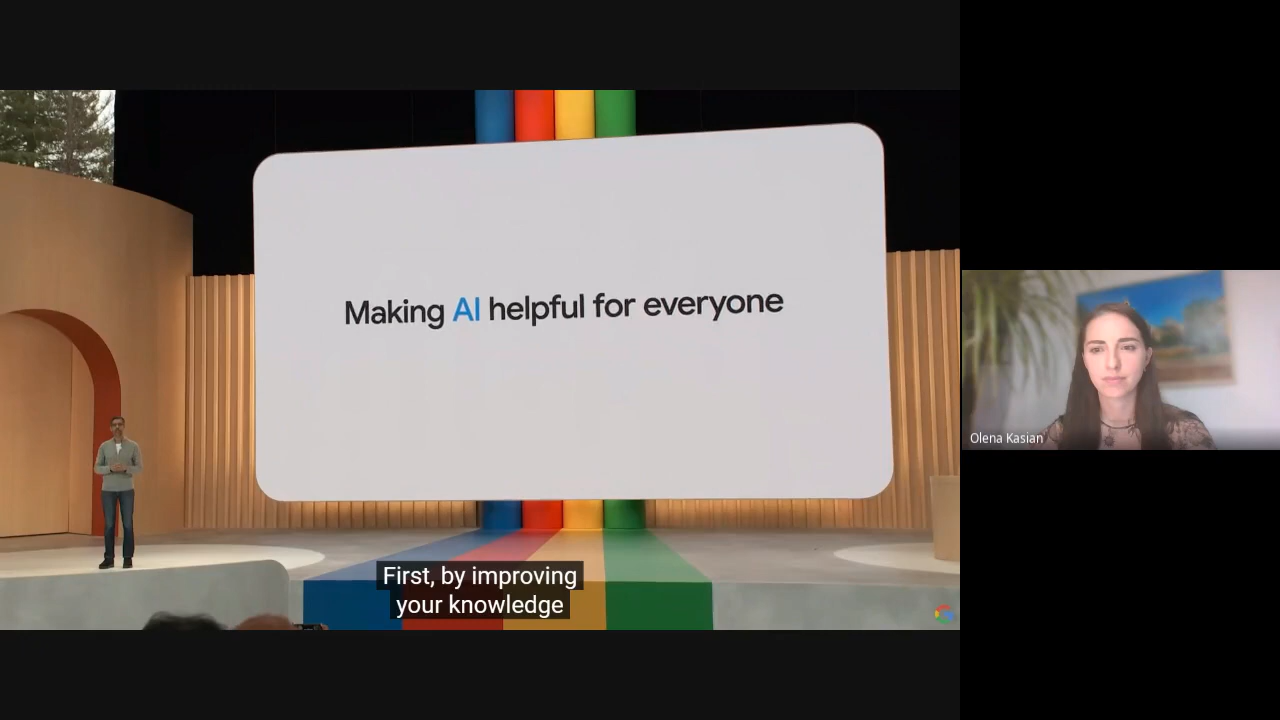 Making AI helpful for everyone
First, by improving
your knowledge
Olena Kasian